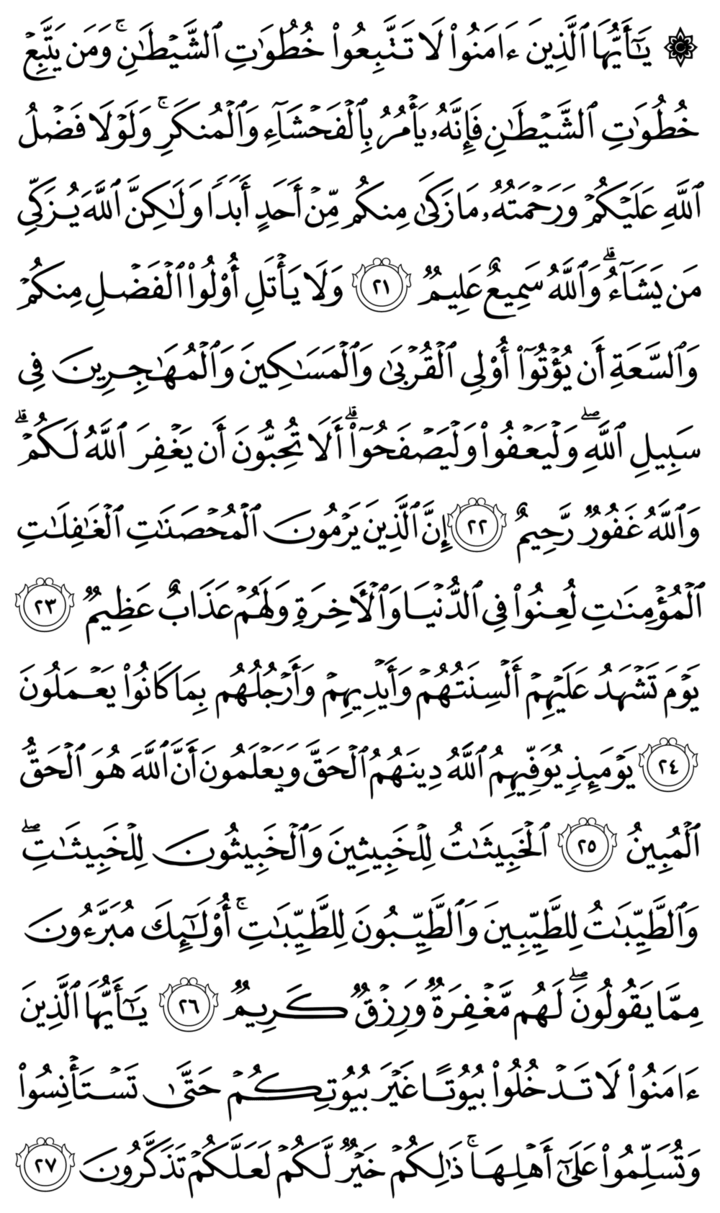 ۞ يَـٰٓأَيُّهَا ٱلَّذِينَ ءَامَنُوا۟ لَا تَتَّبِعُوا۟ خُطُوَٰتِ ٱلشَّيْطَـٰنِ ۚ وَمَن يَتَّبِعْ
خُطُوَٰتِ ٱلشَّيْطَـٰنِ فَإِنَّهُۥ يَأْمُرُ بِٱلْفَحْشَآءِ وَٱلْمُنكَرِ ۚ وَلَوْلَا فَضْلُ
ٱللَّهِ عَلَيْكُمْ وَرَحْمَتُهُۥ مَا زَكَىٰ مِنكُم مِّنْ أَحَدٍ أَبَدًا وَلَـٰكِنَّ ٱللَّهَ يُزَكِّى
مَن يَشَآءُ ۗ وَٱللَّهُ سَمِيعٌ عَلِيمٌ ٢١ وَلَا يَأْتَلِ أُو۟لُوا۟ ٱلْفَضْلِ مِنكُمْ
وَٱلسَّعَةِ أَن يُؤْتُوٓا۟ أُو۟لِى ٱلْقُرْبَىٰ وَٱلْمَسَـٰكِينَ وَٱلْمُهَـٰجِرِينَ فِى
سَبِيلِ ٱللَّهِ ۖ وَلْيَعْفُوا۟ وَلْيَصْفَحُوٓا۟ ۗ أَلَا تُحِبُّونَ أَن يَغْفِرَ ٱللَّهُ لَكُمْ ۗ
وَٱللَّهُ غَفُورٌ رَّحِيمٌ ٢٢ إِنَّ ٱلَّذِينَ يَرْمُونَ ٱلْمُحْصَنَـٰتِ ٱلْغَـٰفِلَـٰتِ
ٱلْمُؤْمِنَـٰتِ لُعِنُوا۟ فِى ٱلدُّنْيَا وَٱلْـَٔاخِرَةِ وَلَهُمْ عَذَابٌ عَظِيمٌ ٢٣
يَوْمَ تَشْهَدُ عَلَيْهِمْ أَلْسِنَتُهُمْ وَأَيْدِيهِمْ وَأَرْجُلُهُم بِمَا كَانُوا۟ يَعْمَلُونَ
٢٤ يَوْمَئِذٍ يُوَفِّيهِمُ ٱللَّهُ دِينَهُمُ ٱلْحَقَّ وَيَعْلَمُونَ أَنَّ ٱللَّهَ هُوَ ٱلْحَقُّ
ٱلْمُبِينُ ٢٥ ٱلْخَبِيثَـٰتُ لِلْخَبِيثِينَ وَٱلْخَبِيثُونَ لِلْخَبِيثَـٰتِ ۖ
وَٱلطَّيِّبَـٰتُ لِلطَّيِّبِينَ وَٱلطَّيِّبُونَ لِلطَّيِّبَـٰتِ ۚ أُو۟لَـٰٓئِكَ مُبَرَّءُونَ
مِمَّا يَقُولُونَ ۖ لَهُم مَّغْفِرَةٌ وَرِزْقٌ كَرِيمٌ ٢٦ يَـٰٓأَيُّهَا ٱلَّذِينَ
ءَامَنُوا۟ لَا تَدْخُلُوا۟ بُيُوتًا غَيْرَ بُيُوتِكُمْ حَتَّىٰ تَسْتَأْنِسُوا۟
وَتُسَلِّمُوا۟ عَلَىٰٓ أَهْلِهَا ۚ ذَٰلِكُمْ خَيْرٌ لَّكُمْ لَعَلَّكُمْ تَذَكَّرُونَ ٢٧